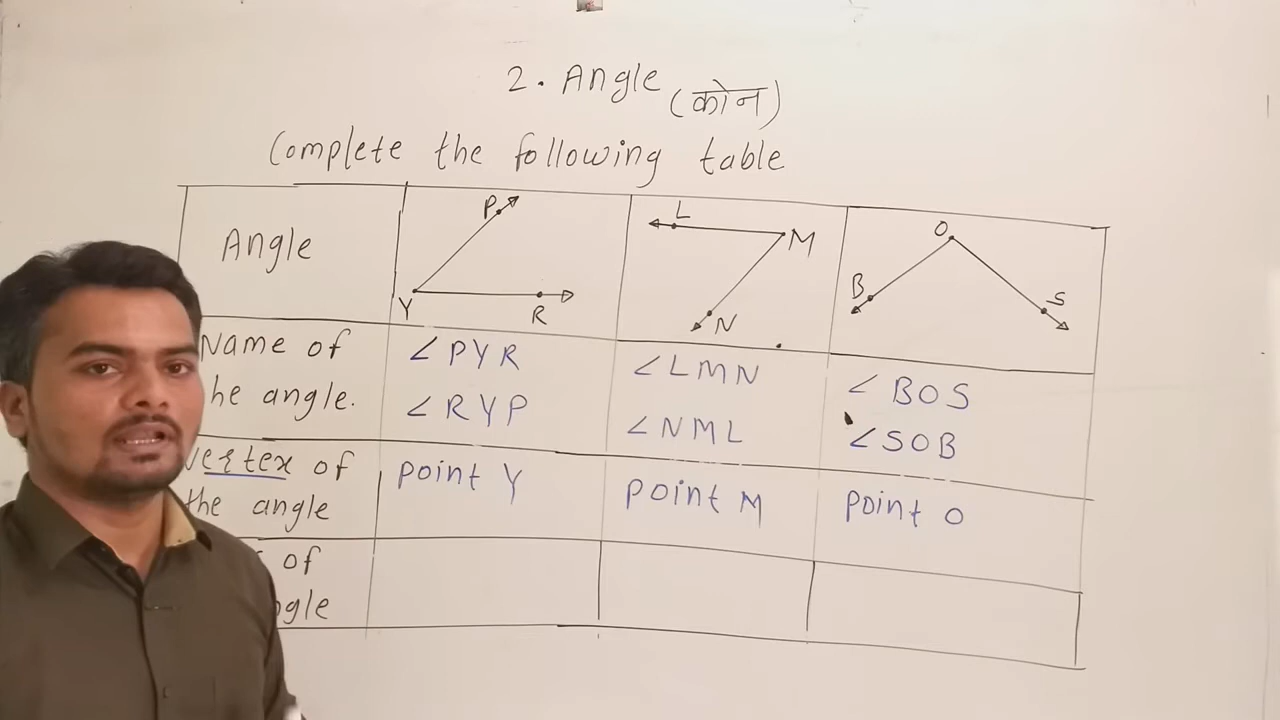 2. Angle (कोन)
Complete the following table
Angle
P
Y
R
L
M
N
O
B
S
Name of
the angle.
∠PYR
∠RYP
∠LMN
∠NML
∠BOS
∠SOB
vertex of
the angle
point Y
point M
point O
of